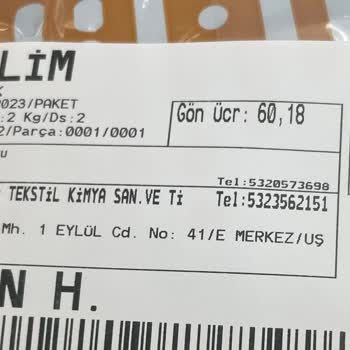 LİM
K
2023/PAKET
:2 Kg/Ds:2
2/Parça:0001/0001
Gön Ücr: 60,18
U
Tel:5320573698
TEKSTİL KİMYA SAN.VE Tİ Tel:5323562151
Mh. 1 EYLÜL Cd. No: 41/E MERKEZ/UŞ
N H.